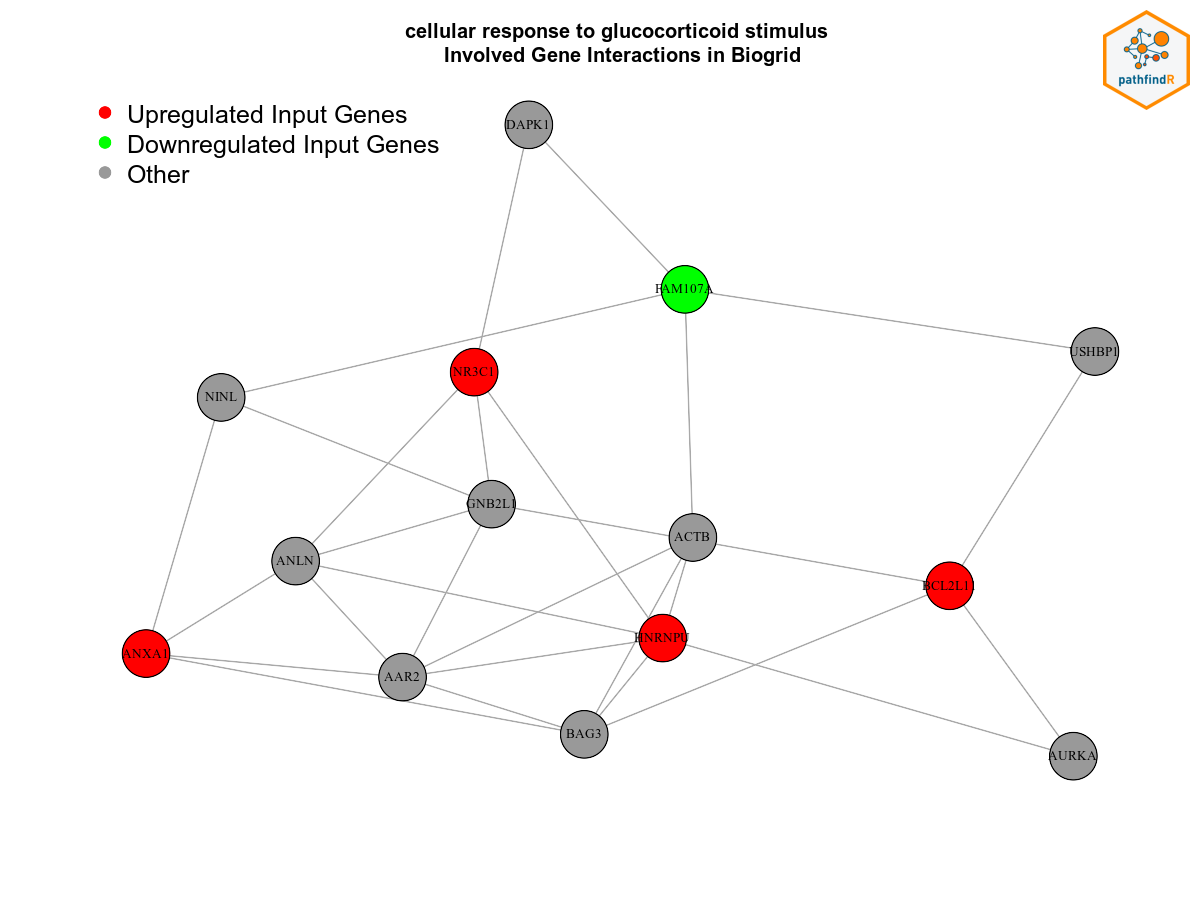 cellular response to glucocorticoid stimulus
Involved Gene Interactions in Biogrid
pathfindR
Upregulated Input Genes
Downregulated Input Genes
Other
DAPK1
FAM107A
USHBP1
NR3C1
NINL
GNB2L1
ACTB
ANLN
BCL2L11
HNRNPU
ANXA1
AAR2
BAG3
AURKA